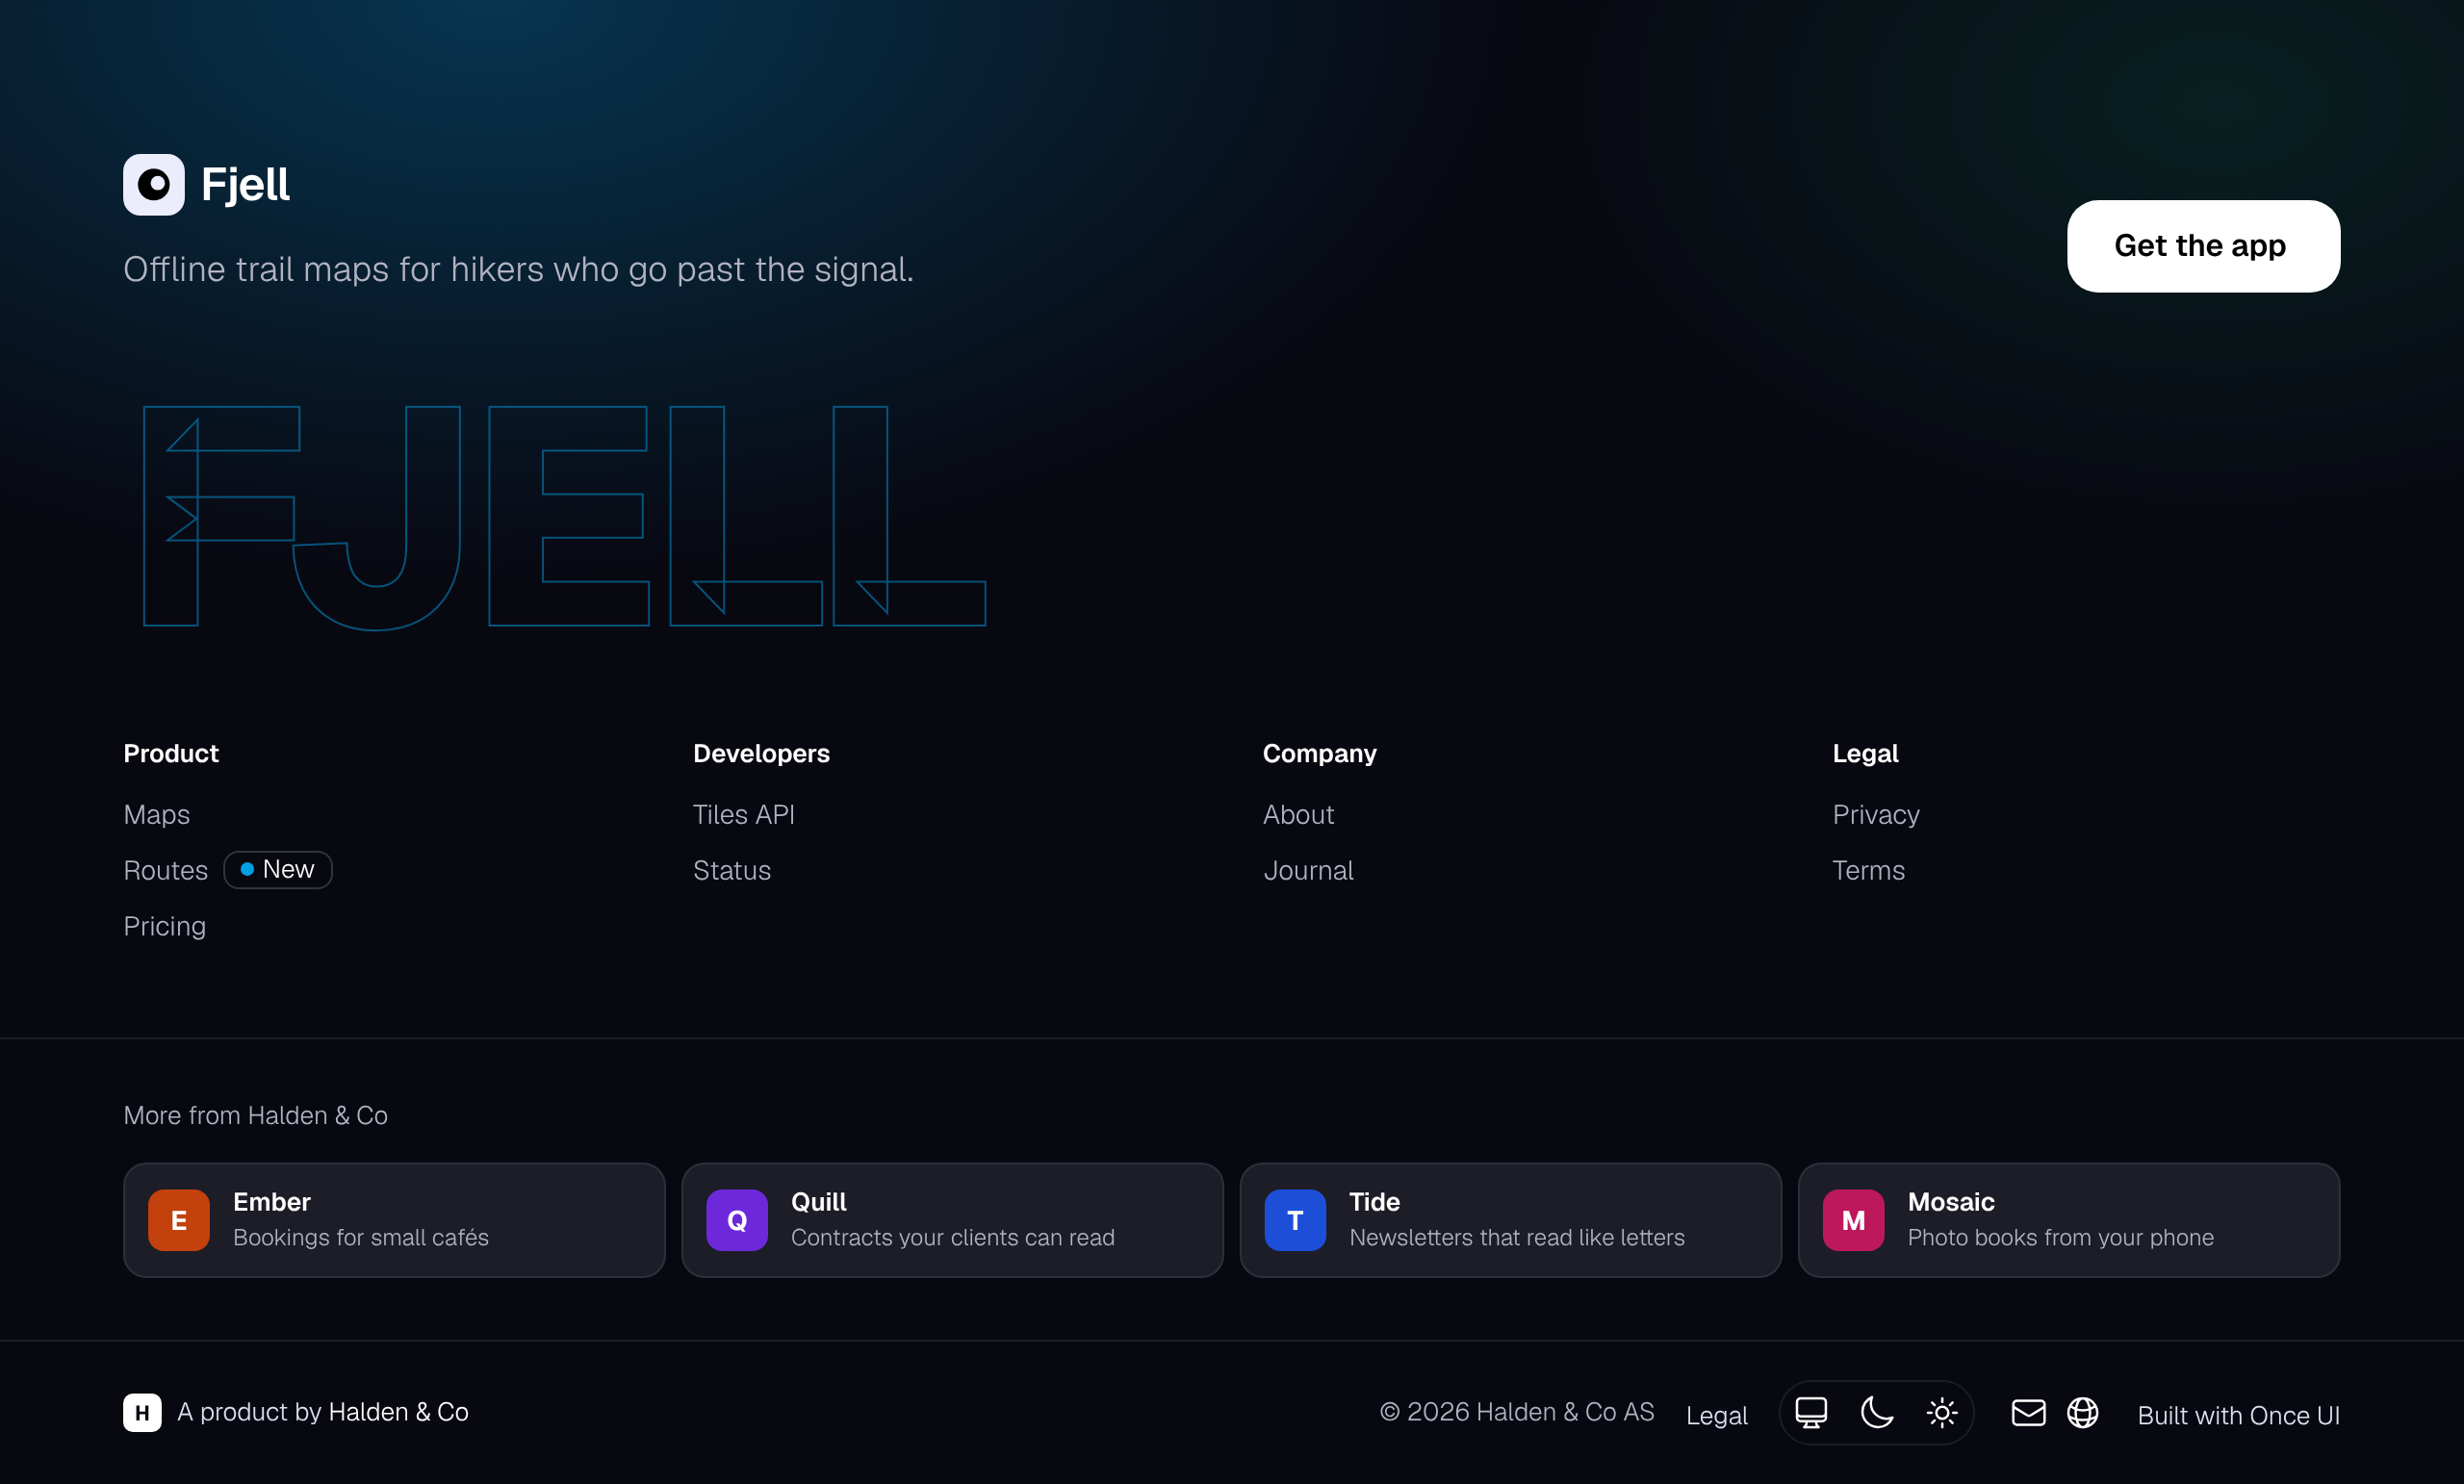 Fjell
Offline trail maps for hikers who go past the signal.
Get the app
FJELL
Product
Maps
Routes New
Pricing
Developers
Tiles API
Status
Company
About
Journal
Legal
Privacy
Terms
More from Halden & Co
E
Ember
Bookings for small cafés
Q
Quill
Contracts your clients can read
T
Tide
Newsletters that read like letters
M
Mosaic
Photo books from your phone
H A product by Halden & Co
© 2026 Halden & Co AS
Legal
Built with Once UI